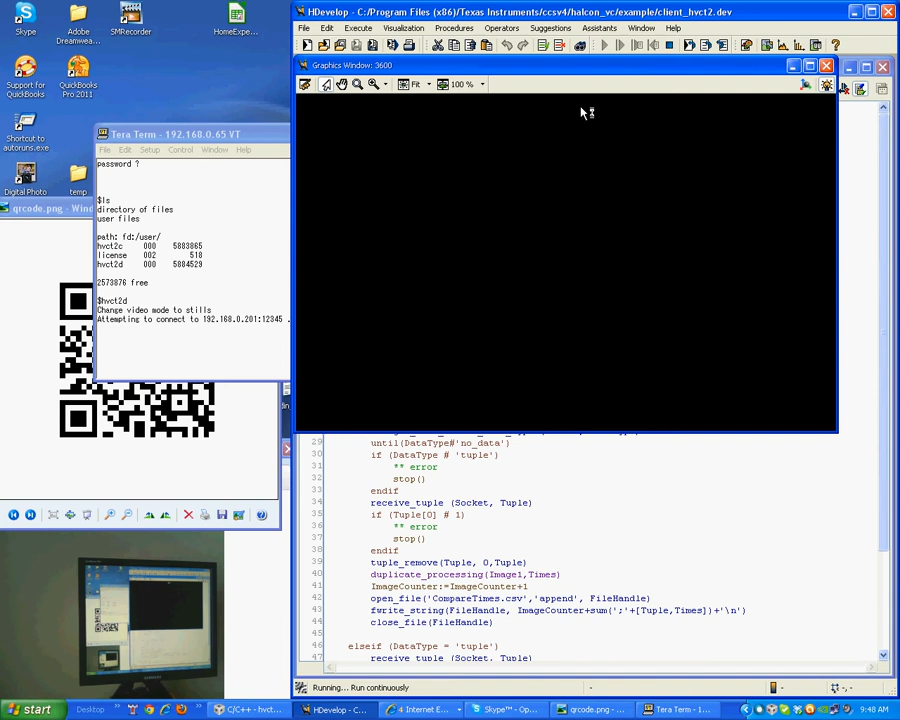 Skype
Adobe
Dreamwea...
SMRecorder
HomeExpe...
Support for
QuickBooks
QuickBooks
Pro 2011
Shortcut to
autoruns.exe
Digital Photo
temp
qrcode.png - Wind
Tera Term - 192.168.0.65 VT
File Edit Setup Control Window Help
password ?
$ls
directory of files
user files
path: fd:/user/
hvct2c 000 5883865
license 002 518
hvct2d 000 5884529
2573876 free
$hvct2d
Change video mode to stills
Attempting to connect to 192.168.0.201:12345 .
HDevelop - C:/Program Files (x86)/Texas Instruments/ccsv4/halcon_vc/example/client_hvct2.dev
File Edit Execute Visualization Procedures Operators Suggestions Assistants Window Help
Graphics Window: 3600
Fit 100 %
29 until(DataType#'no_data')
30 if (DataType # 'tuple')
31 ** error
32 stop()
33 endif
34 receive_tuple (Socket, Tuple)
35 if (Tuple[0] # 1)
36 ** error
37 stop()
38 endif
39 tuple_remove(Tuple, 0,Tuple)
40 duplicate_processing(Image1,Times)
41 ImageCounter:=ImageCounter+1
42 open_file('CompareTimes.csv','append', FileHandle)
43 fwrite_string(FileHandle, ImageCounter+sum(';'+[Tuple,Times])+'\n')
44 close_file(FileHandle)
45
46 elseif (DataType = 'tuple')
47 receive_tuple (Socket, Tuple)
Running... Run continuously
-
start
Desktop
»
C/C++ - hvct...
HDevelop - C...
4 Internet E...
Skype™ - Op...
qrcode.png - ...
Tera Term - 1...
9:48 AM